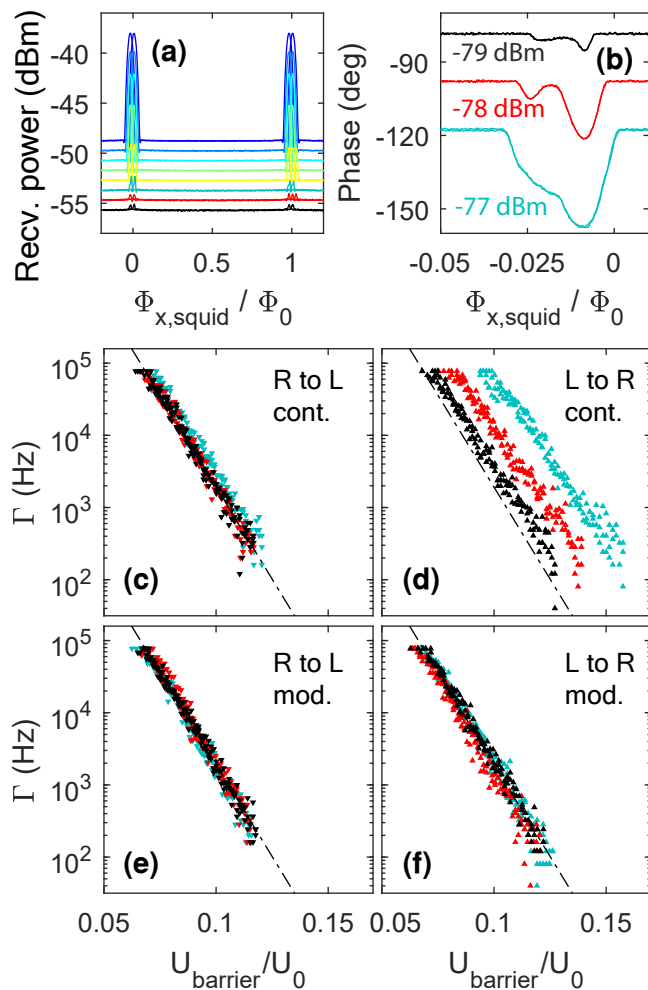 (a)
Recv. power (dBm)
-40
-45
-50
-55
0
0.5
1
Φx,squid / Φ0
(b)
Phase (deg)
-90
-120
-150
-79 dBm
-78 dBm
-77 dBm
-0.05
-0.025
0
Φx,squid / Φ0
Γ (Hz)
10^5
10^4
10^3
10^2
R to L
cont.
(c)
L to R
cont.
(d)
Γ (Hz)
10^5
10^4
10^3
10^2
R to L
mod.
(e)
L to R
mod.
(f)
0.05
0.1
0.15
0.1
0.15
Ubarrier/U0
Ubarrier/U0